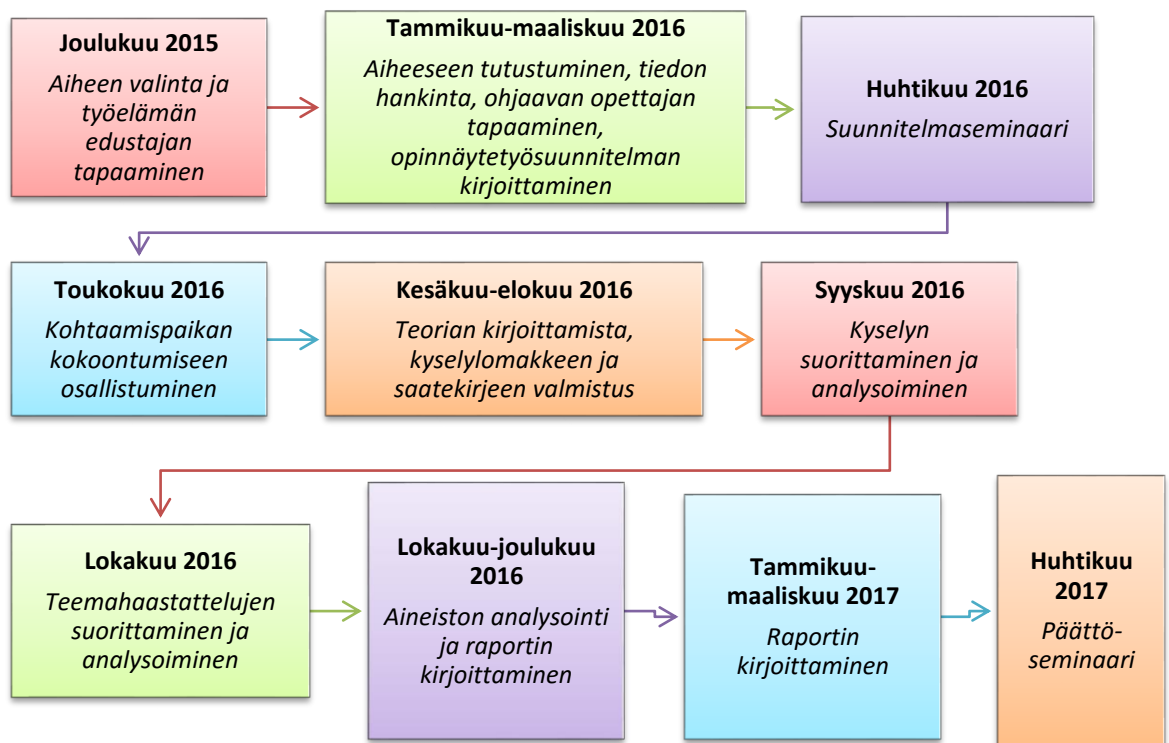 Joulukuu 2015
Aiheen valinta ja
työelämän
edustajan
tapaaminen
Tammikuu-maaliskuu 2016
Aiheeseen tutustuminen, tiedon
hankinta, ohjaavan opettajan
tapaaminen,
opinnäytetyösuunnitelman
kirjoittaminen
Huhtikuu 2016
Suunnitelmaseminaari
Toukokuu 2016
Kohtaamispaikan
kokoontumiseen
osallistuminen
Kesäkuu-elokuu 2016
Teorian kirjoittamista,
kyselylomakkeen ja
saatekirjeen valmistus
Syyskuu 2016
Kyselyn
suorittaminen ja
analysoiminen
Lokakuu 2016
Teemahaastattelujen
suorittaminen ja
analysoiminen
Lokakuu-joulukuu
2016
Aineiston analysointi
ja raportin
kirjoittaminen
Tammikuu-
maaliskuu 2017
Raportin
kirjoittaminen
Huhtikuu
2017
Päättö-
seminaari